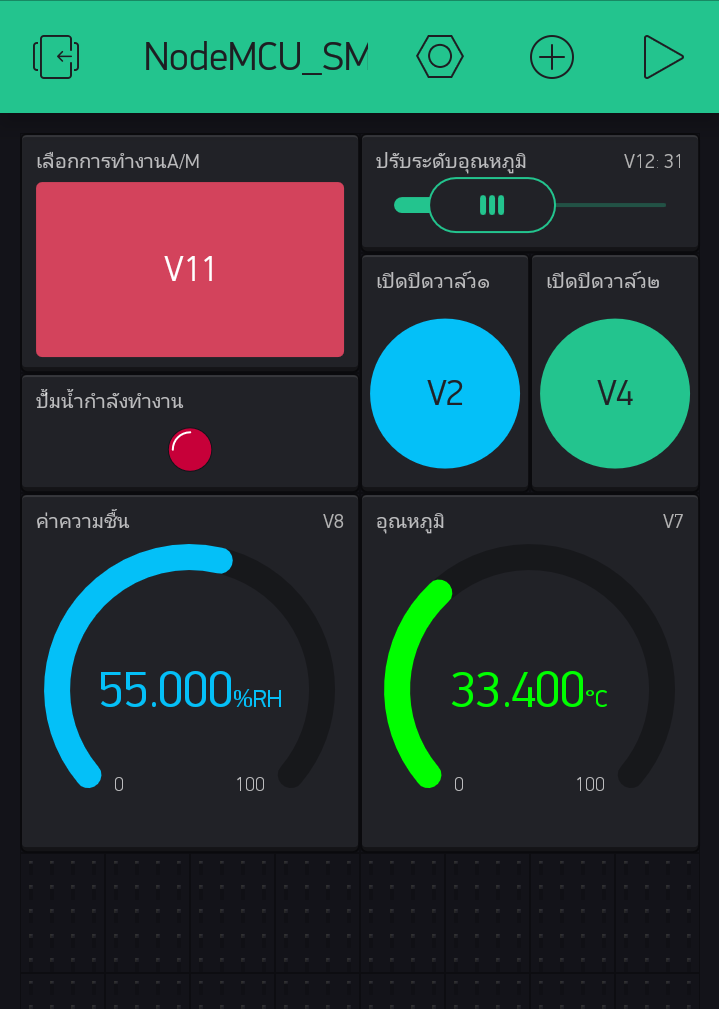 NodeMCU_SM
เลือกการทำงานA/M
V11
ปรับระดับอุณหภูมิ V12: 31
เปิดปิดวาล์ว๑
V2
เปิดปิดวาล์ว๒
V4
ปั้มน้ำกำลังทำงาน
ค่าความชื้น V8
55.000%RH
0 100
อุณหภูมิ V7
33.400°C
0 100